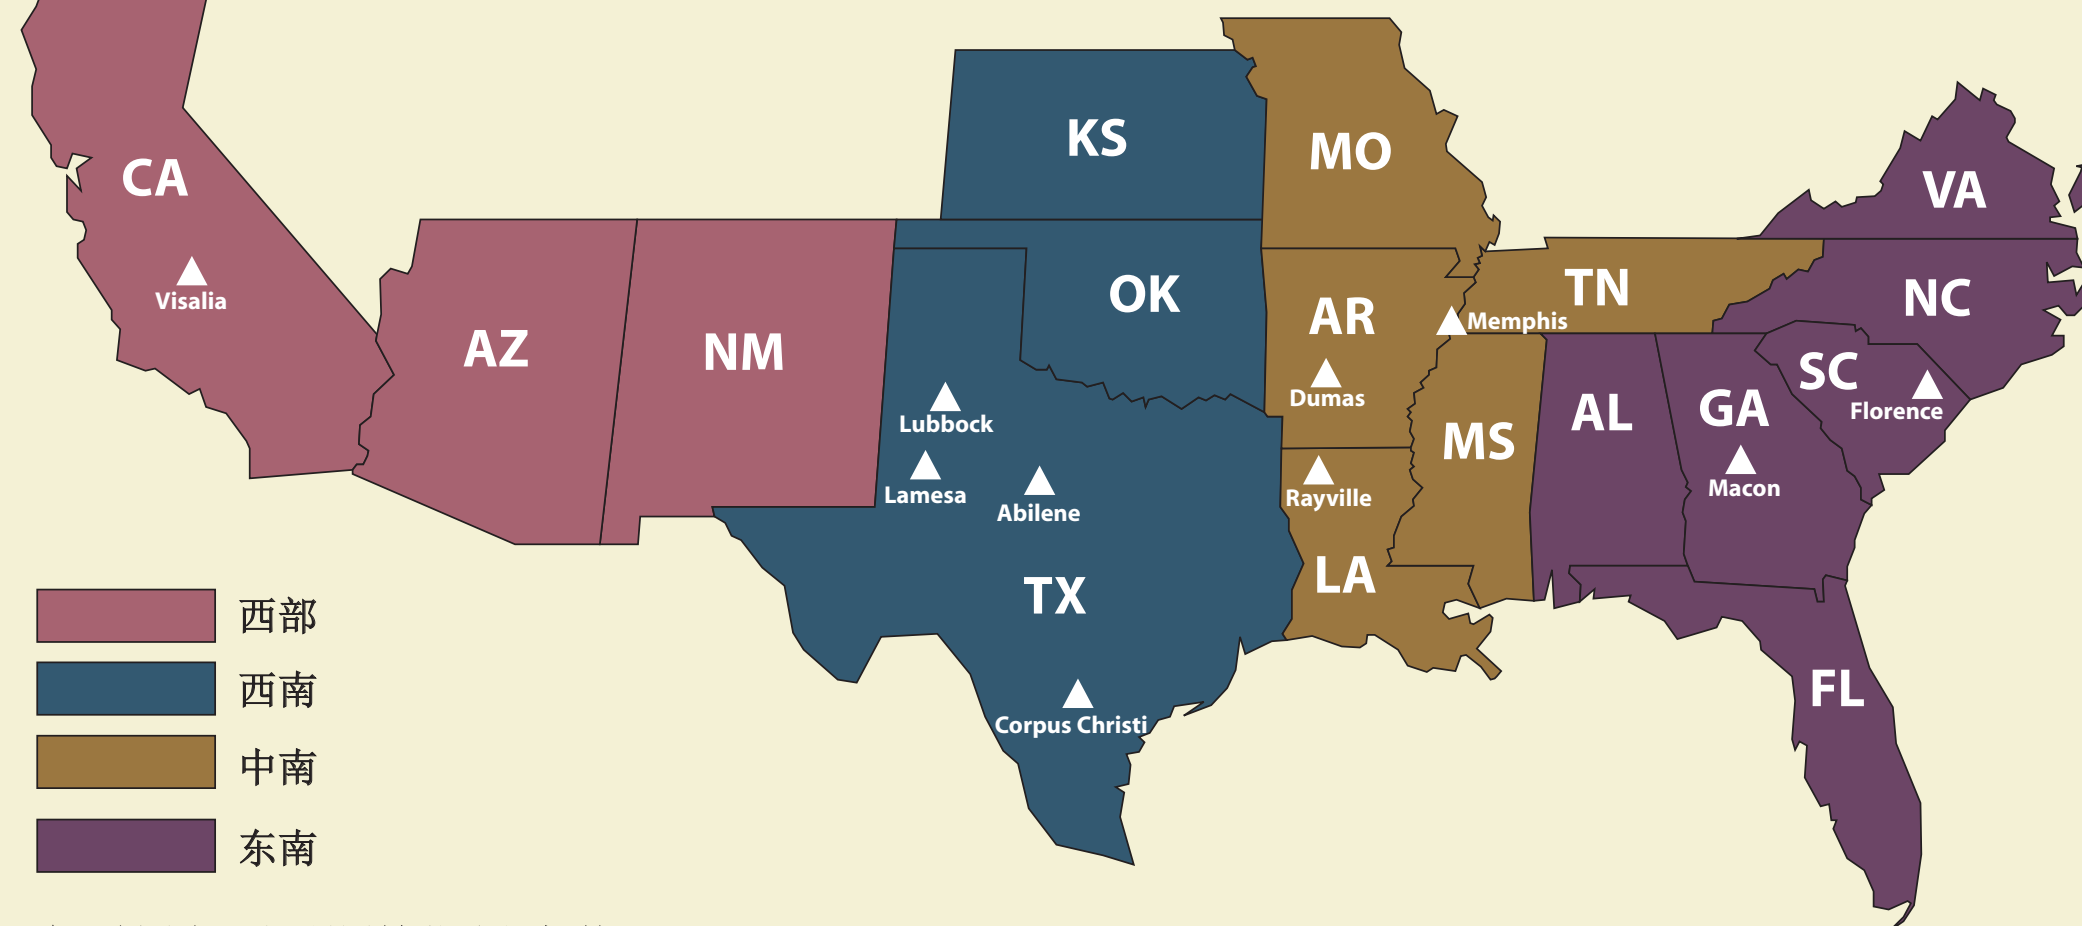 KS
MO
CA
VA
Visalia
AZ
NM
OK
AR
TN
NC
Memphis
Lubbock
Dumas
SC
Florence
AL
GA
Macon
MS
Lamesa
Abilene
Rayville
TX
LA
FL
Corpus Christi
西部
西南
中南
东南